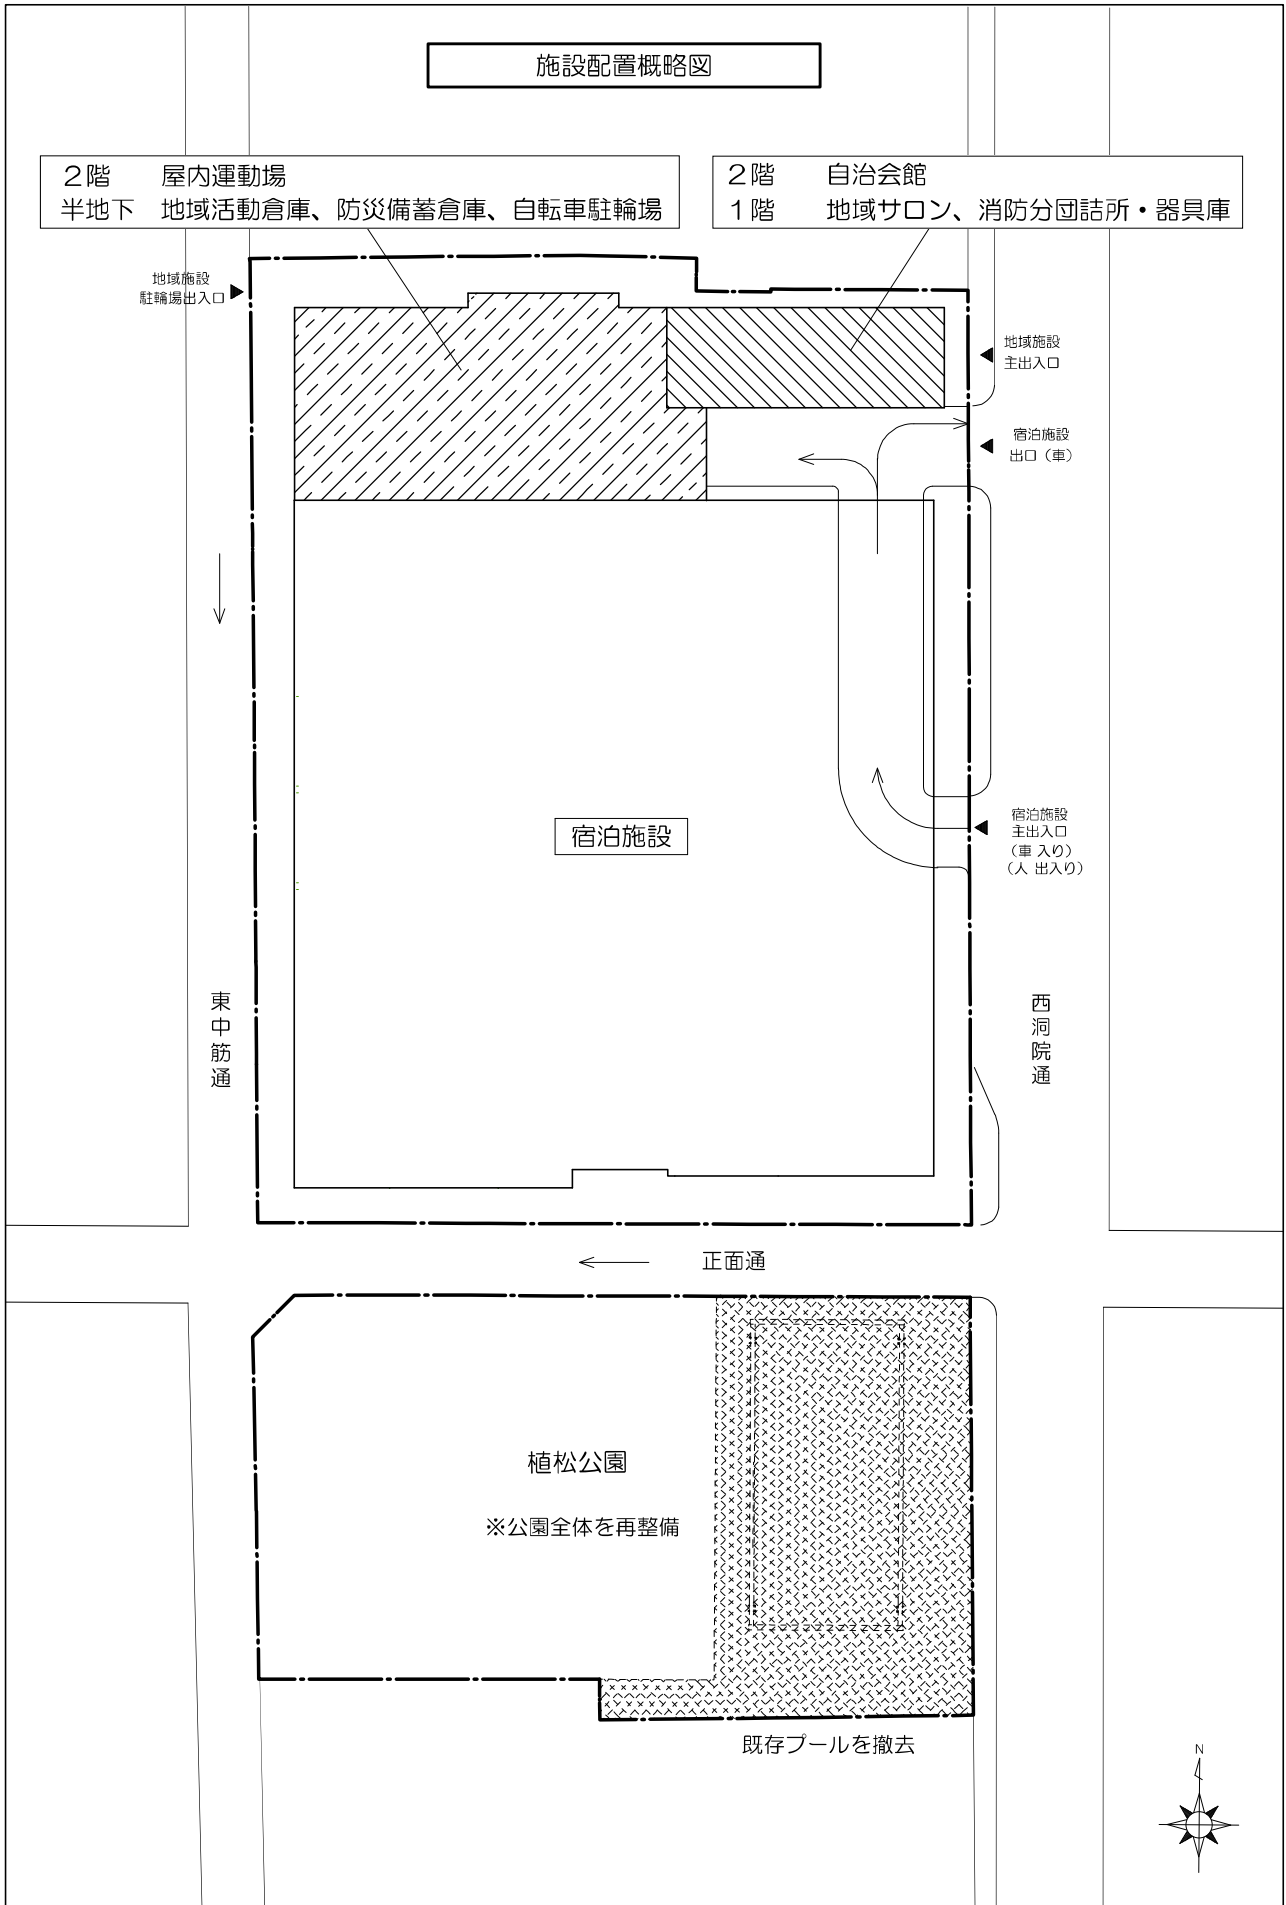 施設配置概略図
２階　　屋内運動場
半地下　地域活動倉庫、防災備蓄倉庫、自転車駐輪場
２階　　自治会館
１階　　地域サロン、消防分団詰所・器具庫
地域施設
駐輪場出入口
地域施設
主出入口
宿泊施設
出口（車）
宿泊施設
宿泊施設
主出入口
（車 入り）
（人 出入り）
東中筋通
西洞院通
正面通
植松公園
※公園全体を再整備
既存プールを撤去
N